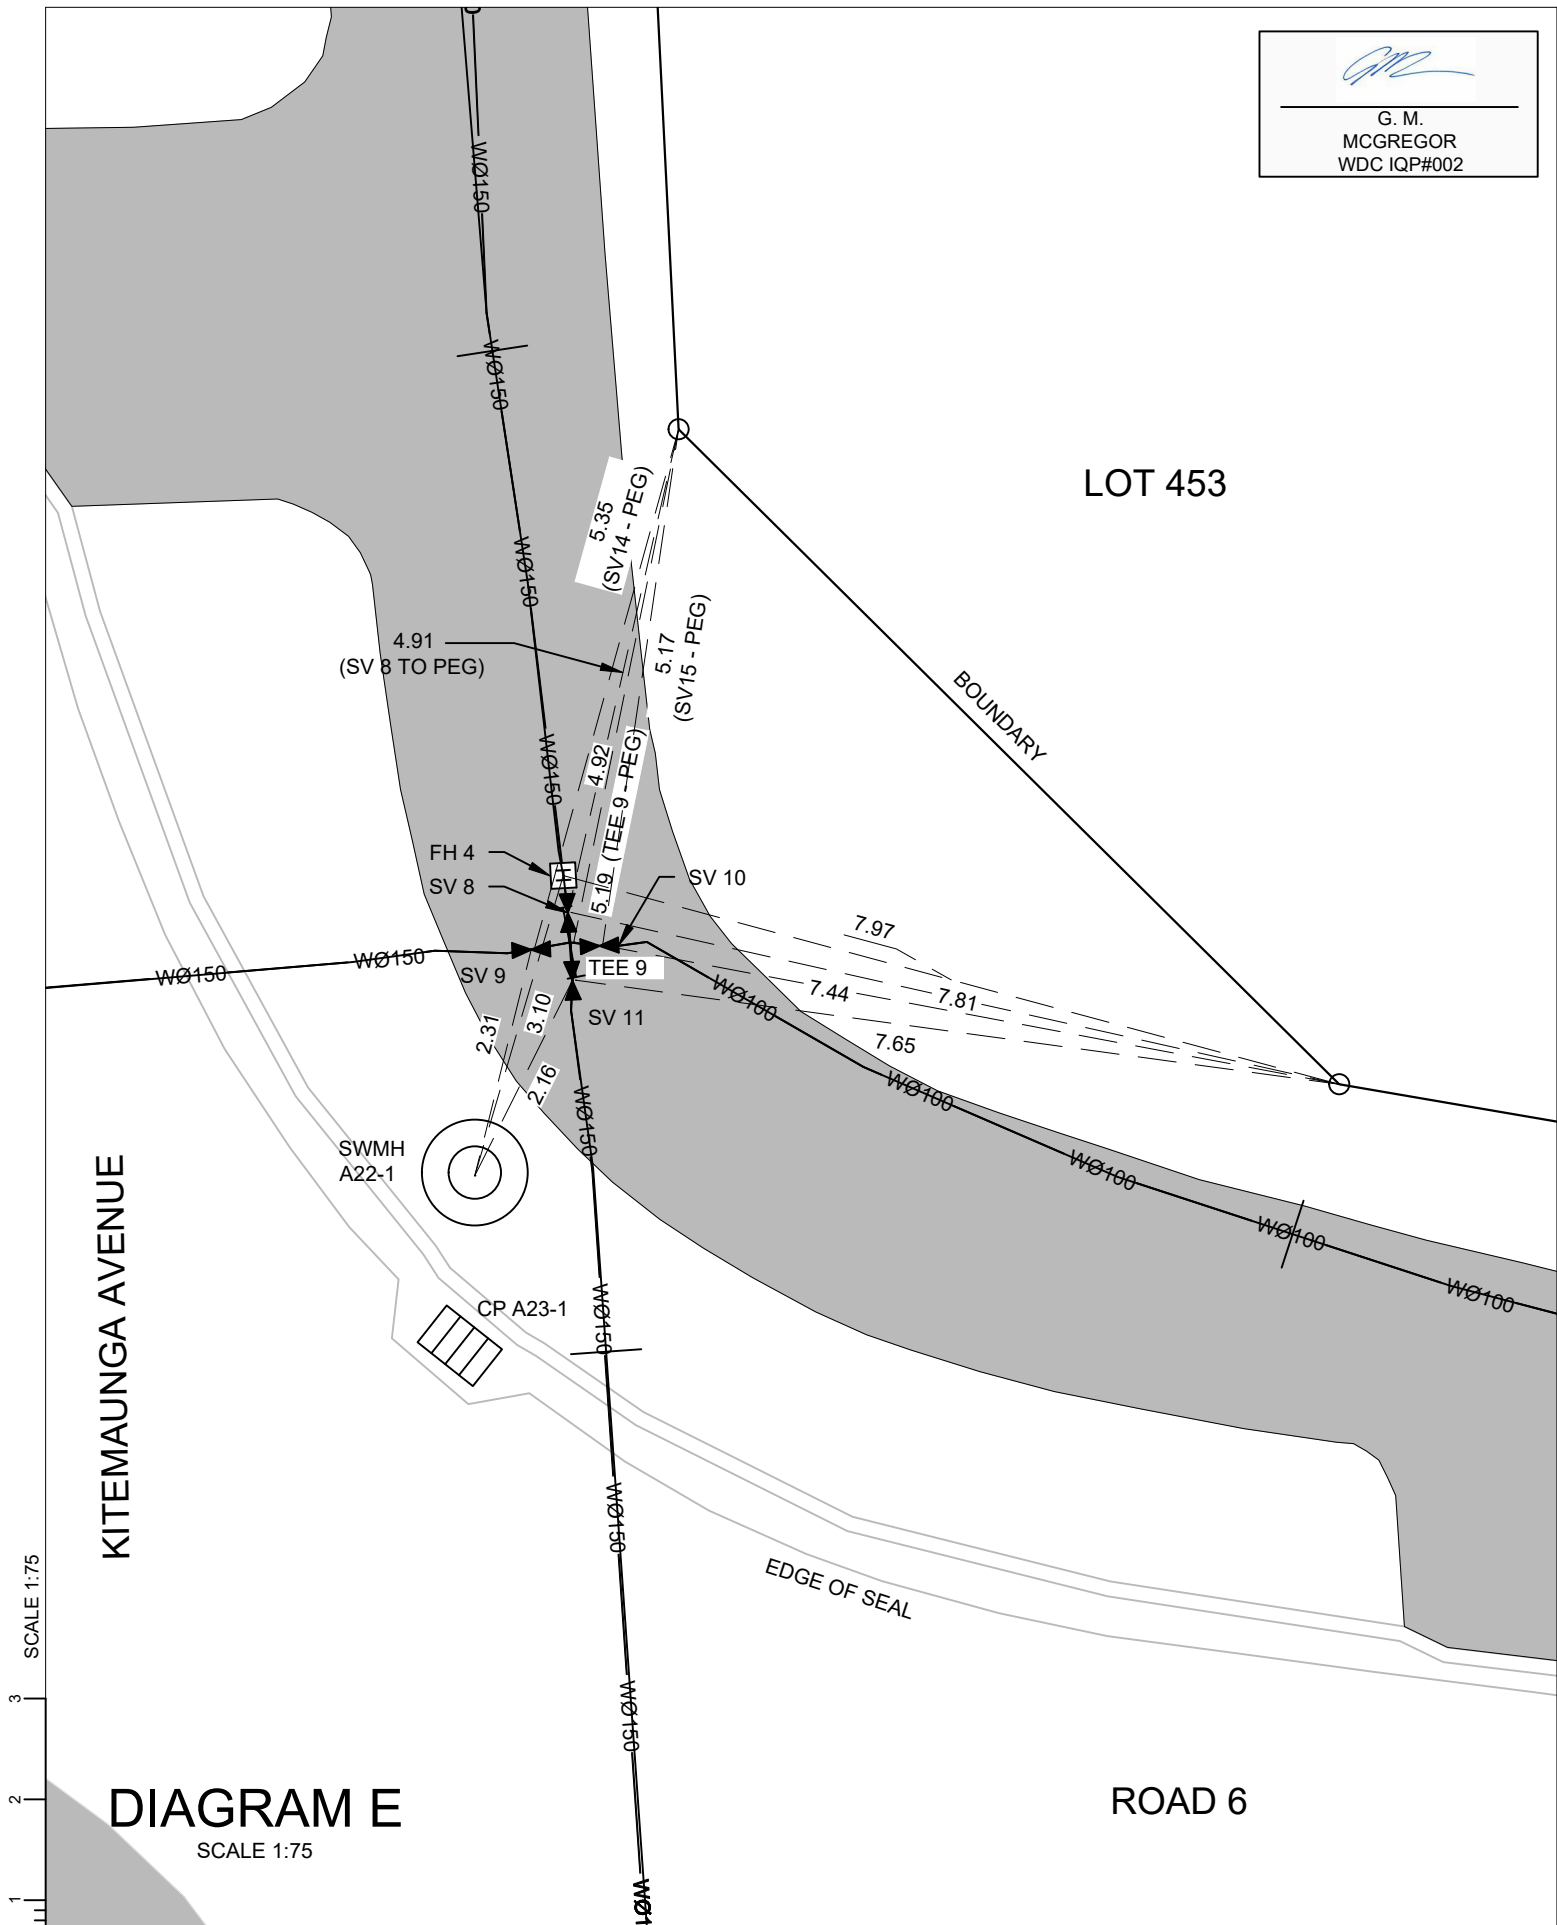 G. M.
MCGREGOR
WDC IQP#002
WØ150
WØ150
LOT 453
5.35
(SV14 - PEG)
WØ150
4.91
(SV 8 TO PEG)
5.17
(SV15 - PEG)
BOUNDARY
WØ150
4.92
5.19 (TEE 9 - PEG)
FH 4
H
SV 8
SV 10
7.97
WØ150
WØ150
SV 9
TEE 9
WØ100
7.44
7.81
2.31
3.10
SV 11
7.65
2.16
WØ150
WØ100
SWMH
A22-1
WØ100
KITEMAUNGA AVENUE
WØ100
CP A23-1
WØ150
WØ100
WØ150
EDGE OF SEAL
SCALE 1:75
WØ150
3
2
1
DIAGRAM E
SCALE 1:75
ROAD 6
WØ1